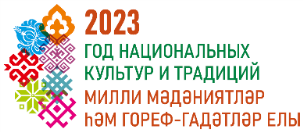 2023
ГОД НАЦИОНАЛЬНЫХ
КУЛЬТУР И ТРАДИЦИЙ
МИЛЛИ МӘДӘНИЯТЛӘР
ҺӘМ ГОРЕФ-ГАДӘТЛӘР ЕЛЫ